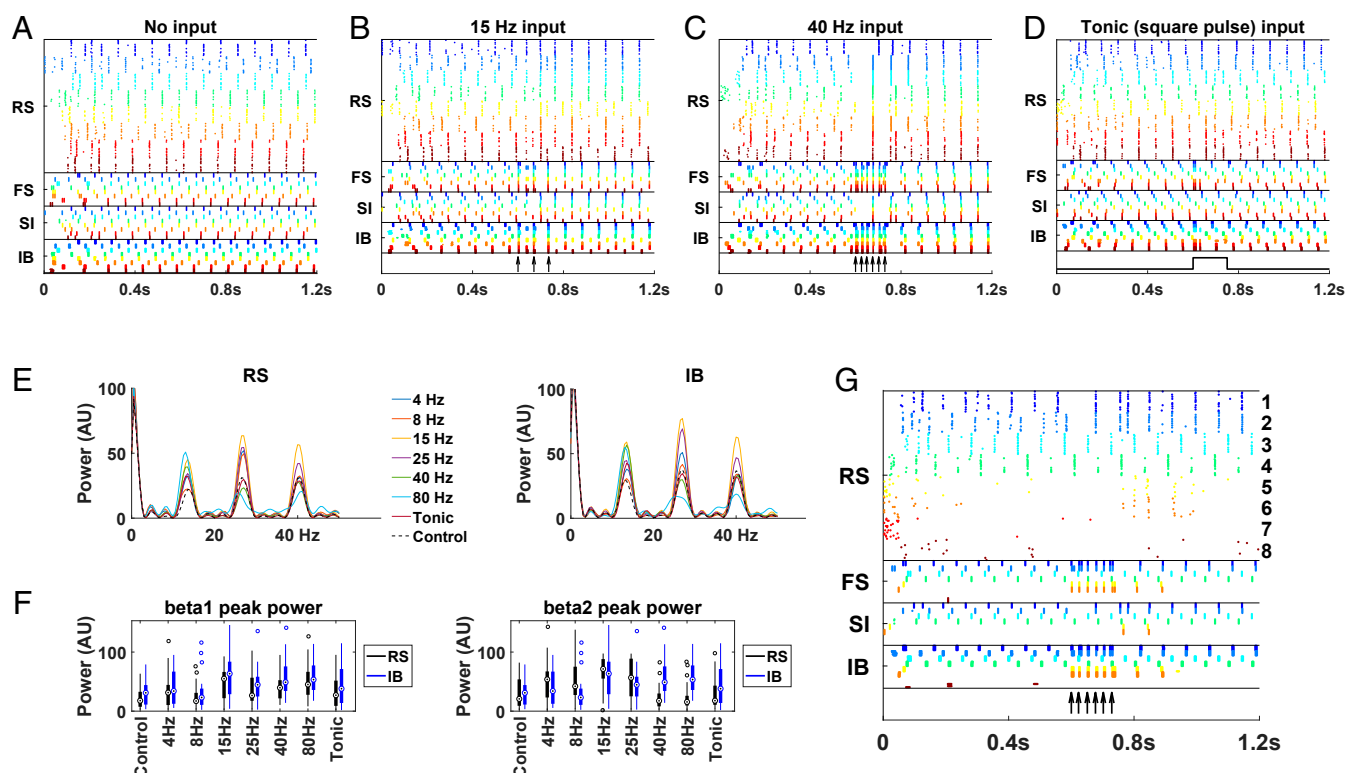 A
No input
RS
FS
SI
IB
0 0.4s 0.8s 1.2s
B
15 Hz input
RS
FS
SI
IB
0 0.4s 0.8s 1.2s
C
40 Hz input
RS
FS
SI
IB
0 0.4s 0.8s 1.2s
D
Tonic (square pulse) input
RS
FS
SI
IB
0 0.4s 0.8s 1.2s
E
RS
Power (AU)
100
50
0
0 20 40 Hz
4 Hz
8 Hz
15 Hz
25 Hz
40 Hz
80 Hz
Tonic
Control
IB
Power (AU)
100
50
0
0 20 40 Hz
F
beta1 peak power
Power (AU)
100
0
Control 4Hz 8Hz 15Hz 25Hz 40Hz 80Hz Tonic
RS
IB
beta2 peak power
Power (AU)
100
0
Control 4Hz 8Hz 15Hz 25Hz 40Hz 80Hz Tonic
RS
IB
G
RS
1
2
3
4
5
6
7
8
FS
SI
IB
0 0.4s 0.8s 1.2s